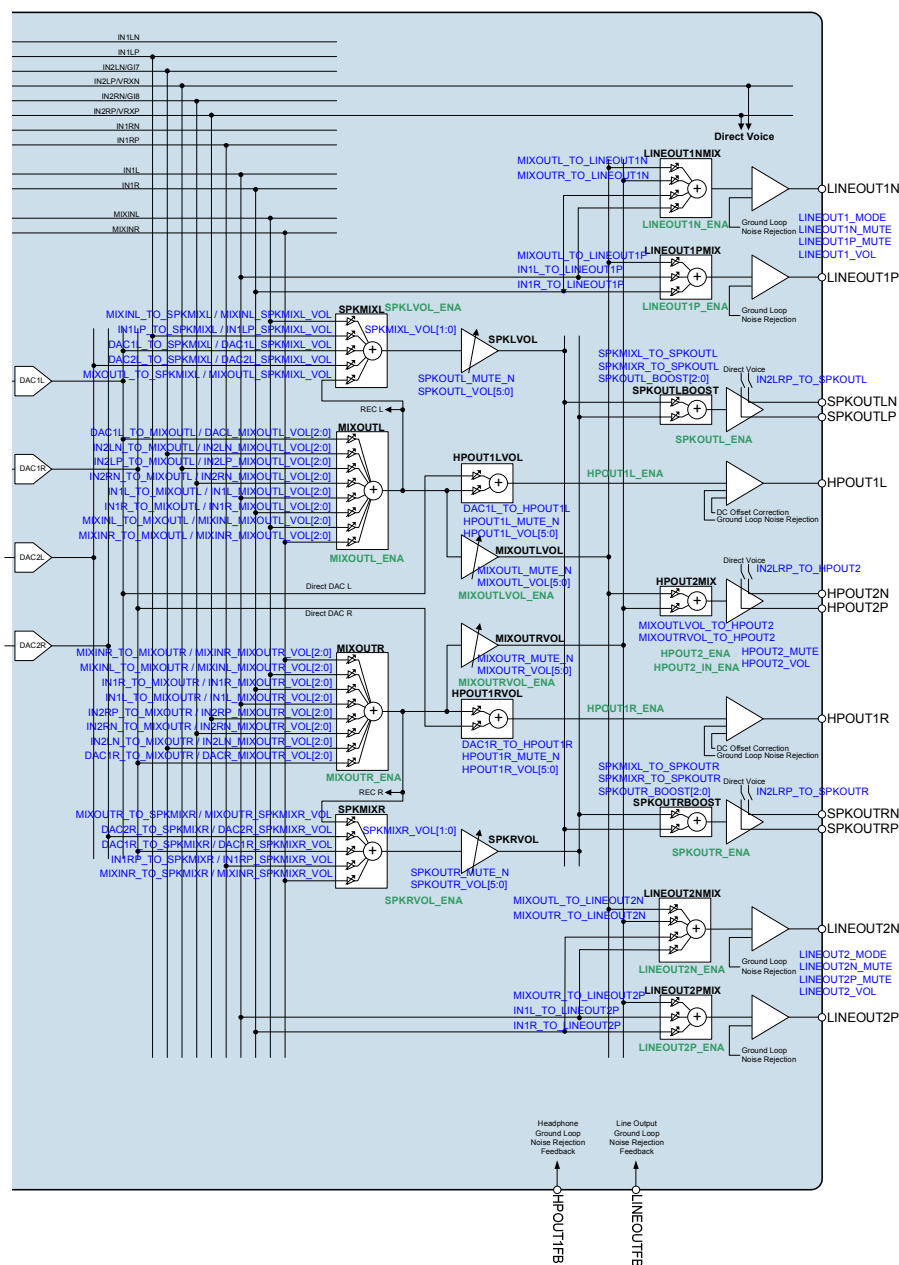 IN1LN
IN1LP
IN2LN/GI7
IN2LP/VRXN
IN2RN/GI8
IN2RP/VRXP
IN1RN
IN1RP
IN1L
IN1R
MIXINL
MIXINR
Direct Voice
LINEOUT1NMIX
MIXOUTL_TO_LINEOUT1N
MIXOUTR_TO_LINEOUT1N
LINEOUT1N_ENA
Ground Loop
Noise Rejection
LINEOUT1N
LINEOUT1_MODE
LINEOUT1N_MUTE
LINEOUT1P_MUTE
LINEOUT1_VOL
LINEOUT1PMIX
MIXOUTL_TO_LINEOUT1P
IN1L_TO_LINEOUT1P
IN1R_TO_LINEOUT1P
LINEOUT1P_ENA
Ground Loop
Noise Rejection
LINEOUT1P
SPKMIXL
SPKLVOL_ENA
MIXINL_TO_SPKMIXL / MIXINL_SPKMIXL_VOL
IN1LP_TO_SPKMIXL / IN1LP_SPKMIXL_VOL
DAC1L_TO_SPKMIXL / DAC1L_SPKMIXL_VOL
DAC2L_TO_SPKMIXL / DAC2L_SPKMIXL_VOL
MIXOUTL_TO_SPKMIXL / MIXOUTL_SPKMIXL_VOL
SPKMIXL_VOL[1:0]
SPKLVOL
SPKOUTL_MUTE_N
SPKOUTL_VOL[5:0]
SPKMIXL_TO_SPKOUTL
SPKMIXR_TO_SPKOUTL
SPKOUTL_BOOST[2:0]
SPKOUTLBOOST
Direct Voice
IN2LRP_TO_SPKOUTL
SPKOUTL_ENA
SPKOUTLN
SPKOUTLP
DAC1L
REC L
MIXOUTL
DAC1L_TO_MIXOUTL / DACL_MIXOUTL_VOL[2:0]
IN2LN_TO_MIXOUTL / IN2LN_MIXOUTL_VOL[2:0]
IN2LP_TO_MIXOUTL / IN2LP_MIXOUTL_VOL[2:0]
IN2RN_TO_MIXOUTL / IN2RN_MIXOUTL_VOL[2:0]
IN1L_TO_MIXOUTL / IN1L_MIXOUTL_VOL[2:0]
IN1R_TO_MIXOUTL / IN1R_MIXOUTL_VOL[2:0]
MIXINL_TO_MIXOUTL / MIXINL_MIXOUTL_VOL[2:0]
MIXINR_TO_MIXOUTL / MIXINR_MIXOUTL_VOL[2:0]
MIXOUTL_ENA
DAC1R
HPOUT1LVOL
DAC1L_TO_HPOUT1L
HPOUT1L_MUTE_N
HPOUT1L_VOL[5:0]
HPOUT1L_ENA
DC Offset Correction
Ground Loop Noise Rejection
HPOUT1L
MIXOUTLVOL
MIXOUTL_MUTE_N
MIXOUTL_VOL[5:0]
MIXOUTLVOL_ENA
DAC2L
Direct DAC L
Direct DAC R
HPOUT2MIX
Direct Voice
IN2LRP_TO_HPOUT2
HPOUT2N
HPOUT2P
MIXOUTLVOL_TO_HPOUT2
MIXOUTRVOL_TO_HPOUT2
HPOUT2_ENA
HPOUT2_IN_ENA
HPOUT2_MUTE
HPOUT2_VOL
DAC2R
MIXOUTR
MIXINR_TO_MIXOUTR / MIXINR_MIXOUTR_VOL[2:0]
MIXINL_TO_MIXOUTR / MIXINL_MIXOUTR_VOL[2:0]
IN1R_TO_MIXOUTR / IN1R_MIXOUTR_VOL[2:0]
IN1L_TO_MIXOUTR / IN1L_MIXOUTR_VOL[2:0]
IN2RP_TO_MIXOUTR / IN2RP_MIXOUTR_VOL[2:0]
IN2RN_TO_MIXOUTR / IN2RN_MIXOUTR_VOL[2:0]
IN2LN_TO_MIXOUTR / IN2LN_MIXOUTR_VOL[2:0]
DAC1R_TO_MIXOUTR / DACR_MIXOUTR_VOL[2:0]
MIXOUTR_ENA
MIXOUTRVOL
MIXOUTR_MUTE_N
MIXOUTR_VOL[5:0]
MIXOUTRVOL_ENA
HPOUT1RVOL
DAC1R_TO_HPOUT1R
HPOUT1R_MUTE_N
HPOUT1R_VOL[5:0]
HPOUT1R_ENA
DC Offset Correction
Ground Loop Noise Rejection
HPOUT1R
REC R
SPKMIXR
MIXOUTR_TO_SPKMIXR / MIXOUTR_SPKMIXR_VOL
DAC2R_TO_SPKMIXR / DAC2R_SPKMIXR_VOL
DAC1R_TO_SPKMIXR / DAC1R_SPKMIXR_VOL
IN1RP_TO_SPKMIXR / IN1RP_SPKMIXR_VOL
MIXINR_TO_SPKMIXR / MIXINR_SPKMIXR_VOL
SPKMIXR_VOL[1:0]
SPKRVOL
SPKOUTR_MUTE_N
SPKOUTR_VOL[5:0]
SPKRVOL_ENA
SPKMIXL_TO_SPKOUTR
SPKMIXR_TO_SPKOUTR
SPKOUTR_BOOST[2:0]
SPKOUTRBOOST
Direct Voice
IN2LRP_TO_SPKOUTR
SPKOUTR_ENA
SPKOUTRN
SPKOUTRP
LINEOUT2NMIX
MIXOUTL_TO_LINEOUT2N
MIXOUTR_TO_LINEOUT2N
LINEOUT2N_ENA
Ground Loop
Noise Rejection
LINEOUT2N
LINEOUT2_MODE
LINEOUT2N_MUTE
LINEOUT2P_MUTE
LINEOUT2_VOL
LINEOUT2PMIX
MIXOUTR_TO_LINEOUT2P
IN1L_TO_LINEOUT2P
IN1R_TO_LINEOUT2P
LINEOUT2P_ENA
Ground Loop
Noise Rejection
LINEOUT2P
Headphone
Ground Loop
Noise Rejection
Feedback
Line Output
Ground Loop
Noise Rejection
Feedback
HPOUT1FB
LINEOUTFB